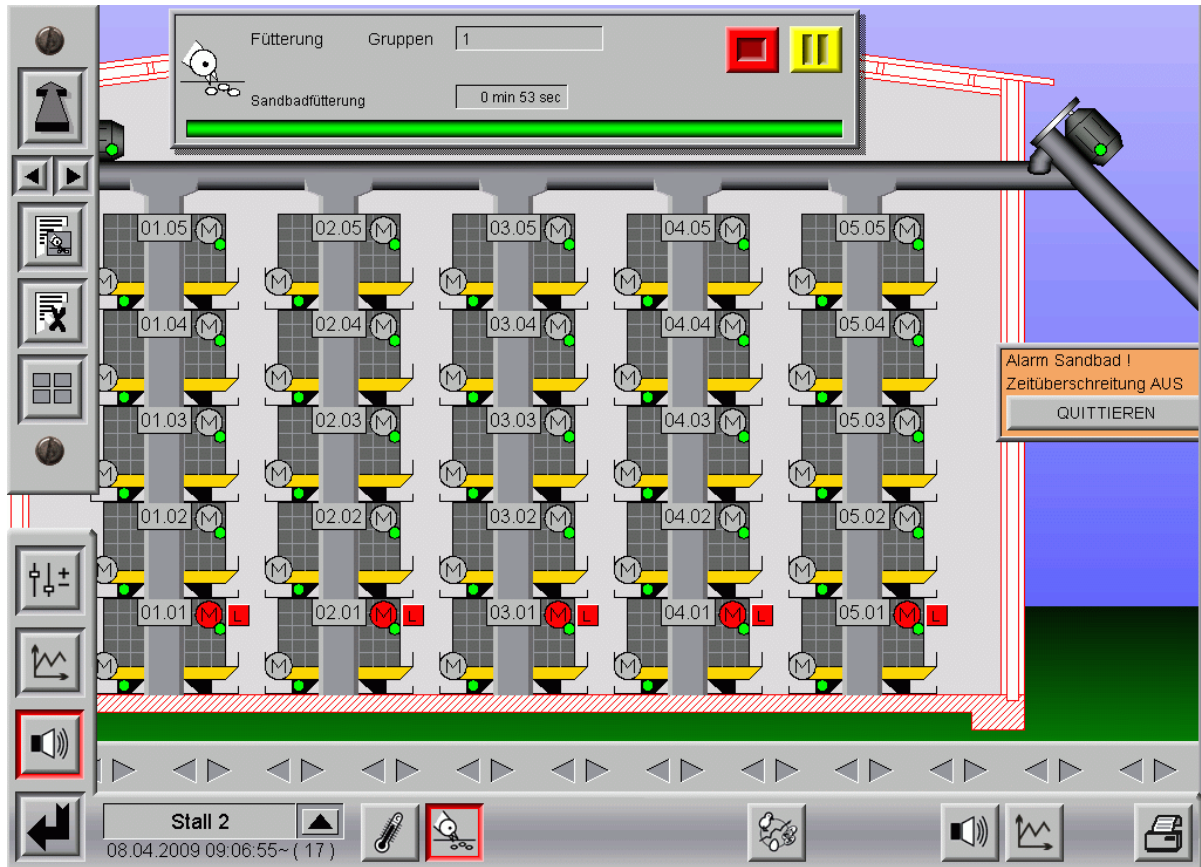 Fütterung Gruppen 1
Sandbadfütterung 0 min 53 sec
01.05 M 02.05 M 03.05 M 04.05 M 05.05 M
M M M M M
01.04 M 02.04 M 03.04 M 04.04 M 05.04 M
M M M M M
Alarm Sandbad !
Zeitüberschreitung AUS
QUITTIEREN
01.03 M 02.03 M 03.03 M 04.03 M 05.03 M
M M M M M
01.02 M 02.02 M 03.02 M 04.02 M 05.02 M
M M M M M
01.01 M L 02.01 M L 03.01 M L 04.01 M L 05.01 M L
M M M M M
Stall 2
08.04.2009 09:06:55~ ( 17 )